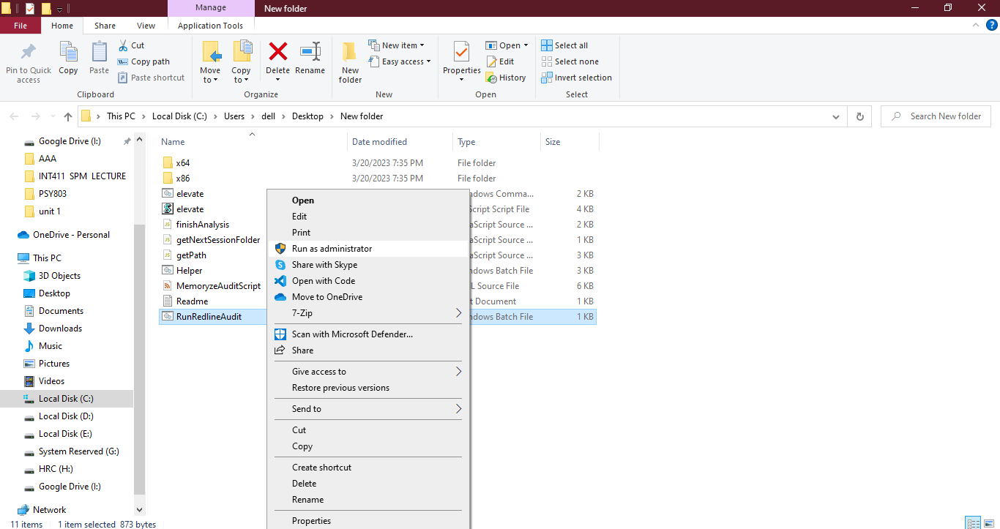 Manage
New folder
File
Home
Share
View
Application Tools
Pin to Quick
access
Copy
Paste
Cut
Copy path
Paste shortcut
Clipboard
Move
to
Copy
to
Delete
Rename
Organize
New
folder
New item
Easy access
New
Properties
Open
Edit
History
Open
Select all
Select none
Invert selection
Select
This PC
Local Disk (C:)
Users
dell
Desktop
New folder
Search New folder
Google Drive (I:)
AAA
INT411 SPM LECTURE
PSY803
unit 1
OneDrive - Personal
This PC
3D Objects
Desktop
Documents
Downloads
Music
Pictures
Videos
Local Disk (C:)
Local Disk (D:)
Local Disk (E:)
System Reserved (G:)
HRC (H:)
Google Drive (I:)
Network
Name Date modified Type Size
x64 3/20/2023 7:35 PM File folder
x86 3/20/2023 7:35 PM File folder
elevate ndows Comma... 2 KB
elevate Script Script File 4 KB
finishAnalysis aScript Source ... 2 KB
getNextSessionFolder aScript Source ... 1 KB
getPath aScript Source ... 3 KB
Helper ndows Batch File 3 KB
MemoryzeAuditScript L Source File 6 KB
Readme t Document 1 KB
RunRedlineAudit ndows Batch File 1 KB
Open
Edit
Print
Run as administrator
Share with Skype
Open with Code
Move to OneDrive
7-Zip
Scan with Microsoft Defender...
Share
Give access to
Restore previous versions
Send to
Cut
Copy
Create shortcut
Delete
Rename
Properties
11 items 1 item selected 873 bytes